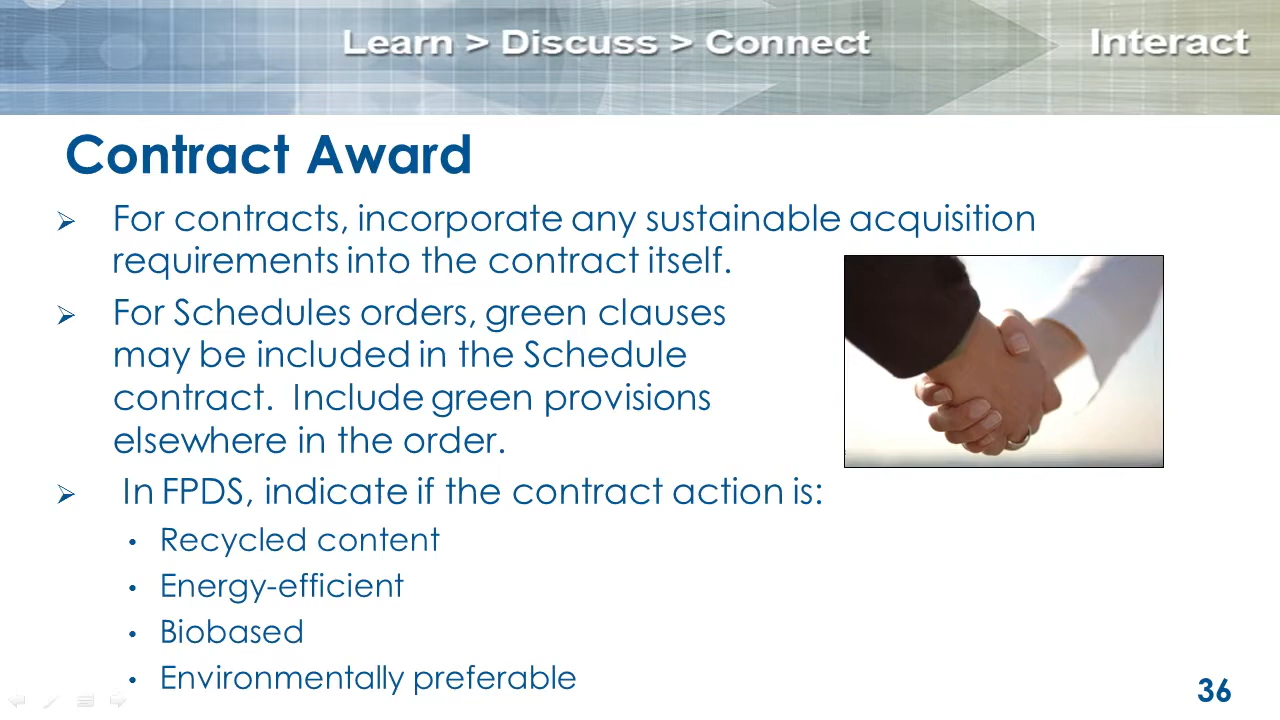 Learn > Discuss > Connect
Interact
Contract Award
For contracts, incorporate any sustainable acquisition
requirements into the contract itself.
For Schedules orders, green clauses
may be included in the Schedule
contract.  Include green provisions
elsewhere in the order.
In FPDS, indicate if the contract action is:
• Recycled content
• Energy-efficient
• Biobased
• Environmentally preferable
36